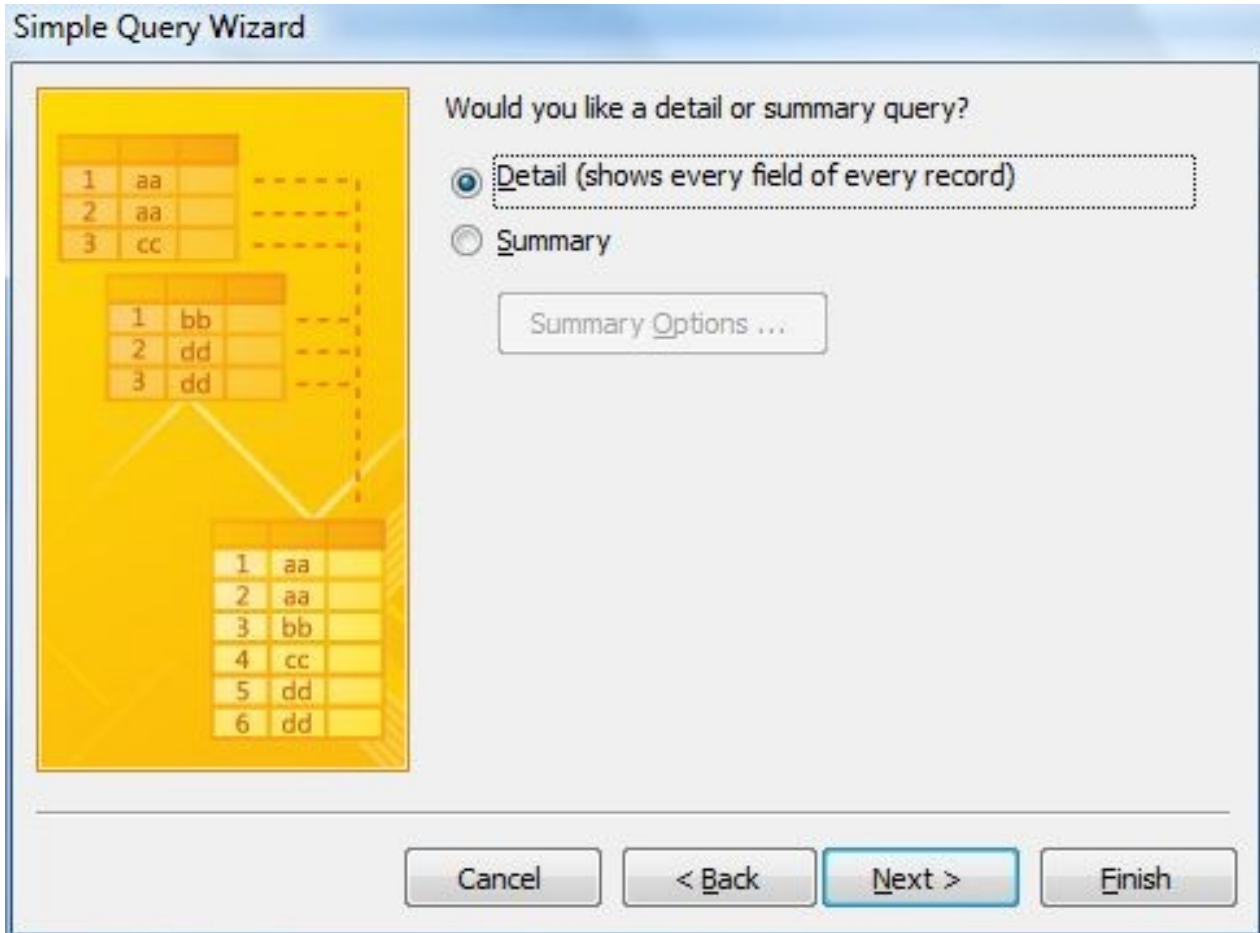 Simple Query Wizard
Would you like a detail or summary query?
Detail (shows every field of every record)
Summary
Summary Options ...
1 aa
2 aa
3 cc
1 bb
2 dd
3 dd
1 aa
2 aa
3 bb
4 cc
5 dd
6 dd
Cancel
< Back
Next >
Finish